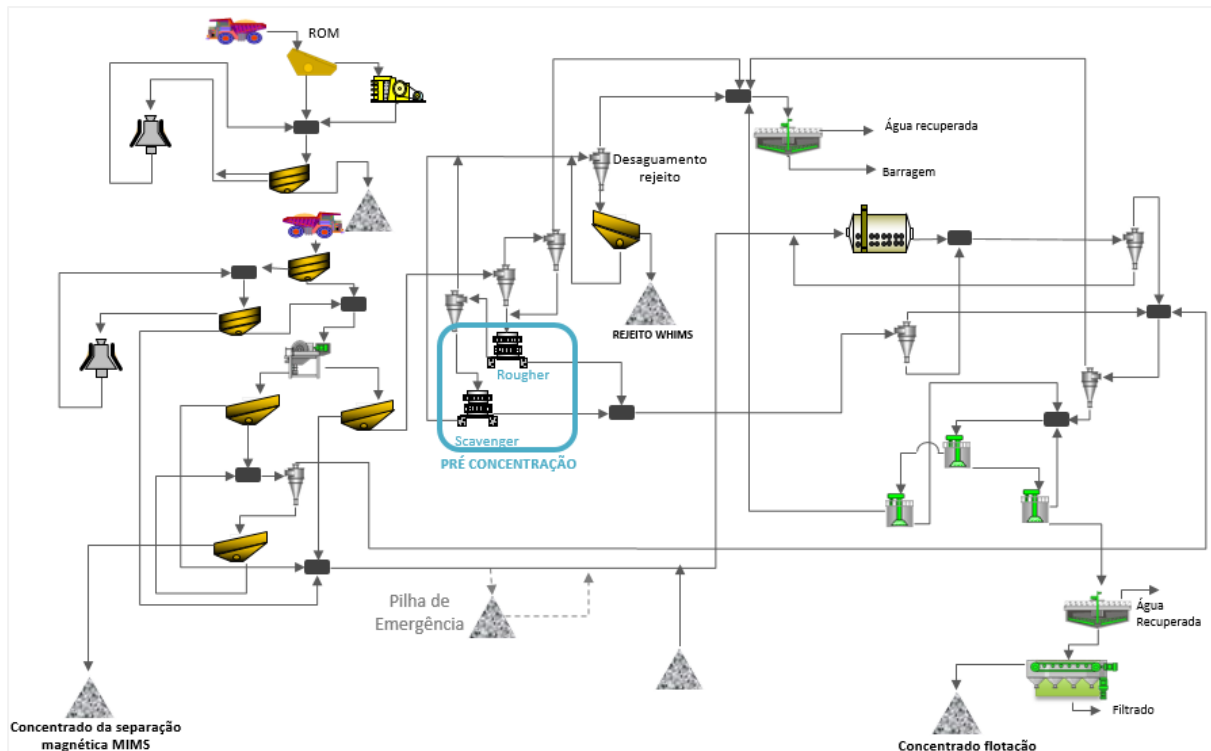 ROM
Água recuperada
Desaguamento
rejeito
Barragem
REJEITO WHIMS
Rougher
Scavenger
PRÉ CONCENTRAÇÃO
Pilha de
Emergência
Água
Recuperada
Filtrado
Concentrado da separação
magnética MIMS
Concentrado flotação